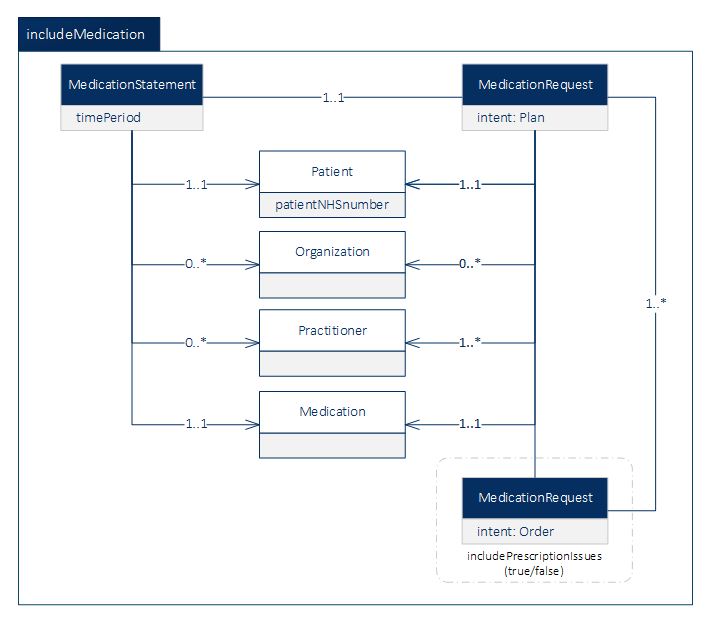 includeMedication
MedicationStatement
timePeriod
1..1
MedicationRequest
intent: Plan
Patient
patientNHSnumber
1..1
1..1
Organization
0..*
0..*
1..*
Practitioner
0..*
1..*
Medication
1..1
1..1
MedicationRequest
intent: Order
includePrescriptionIssues
(true/false)